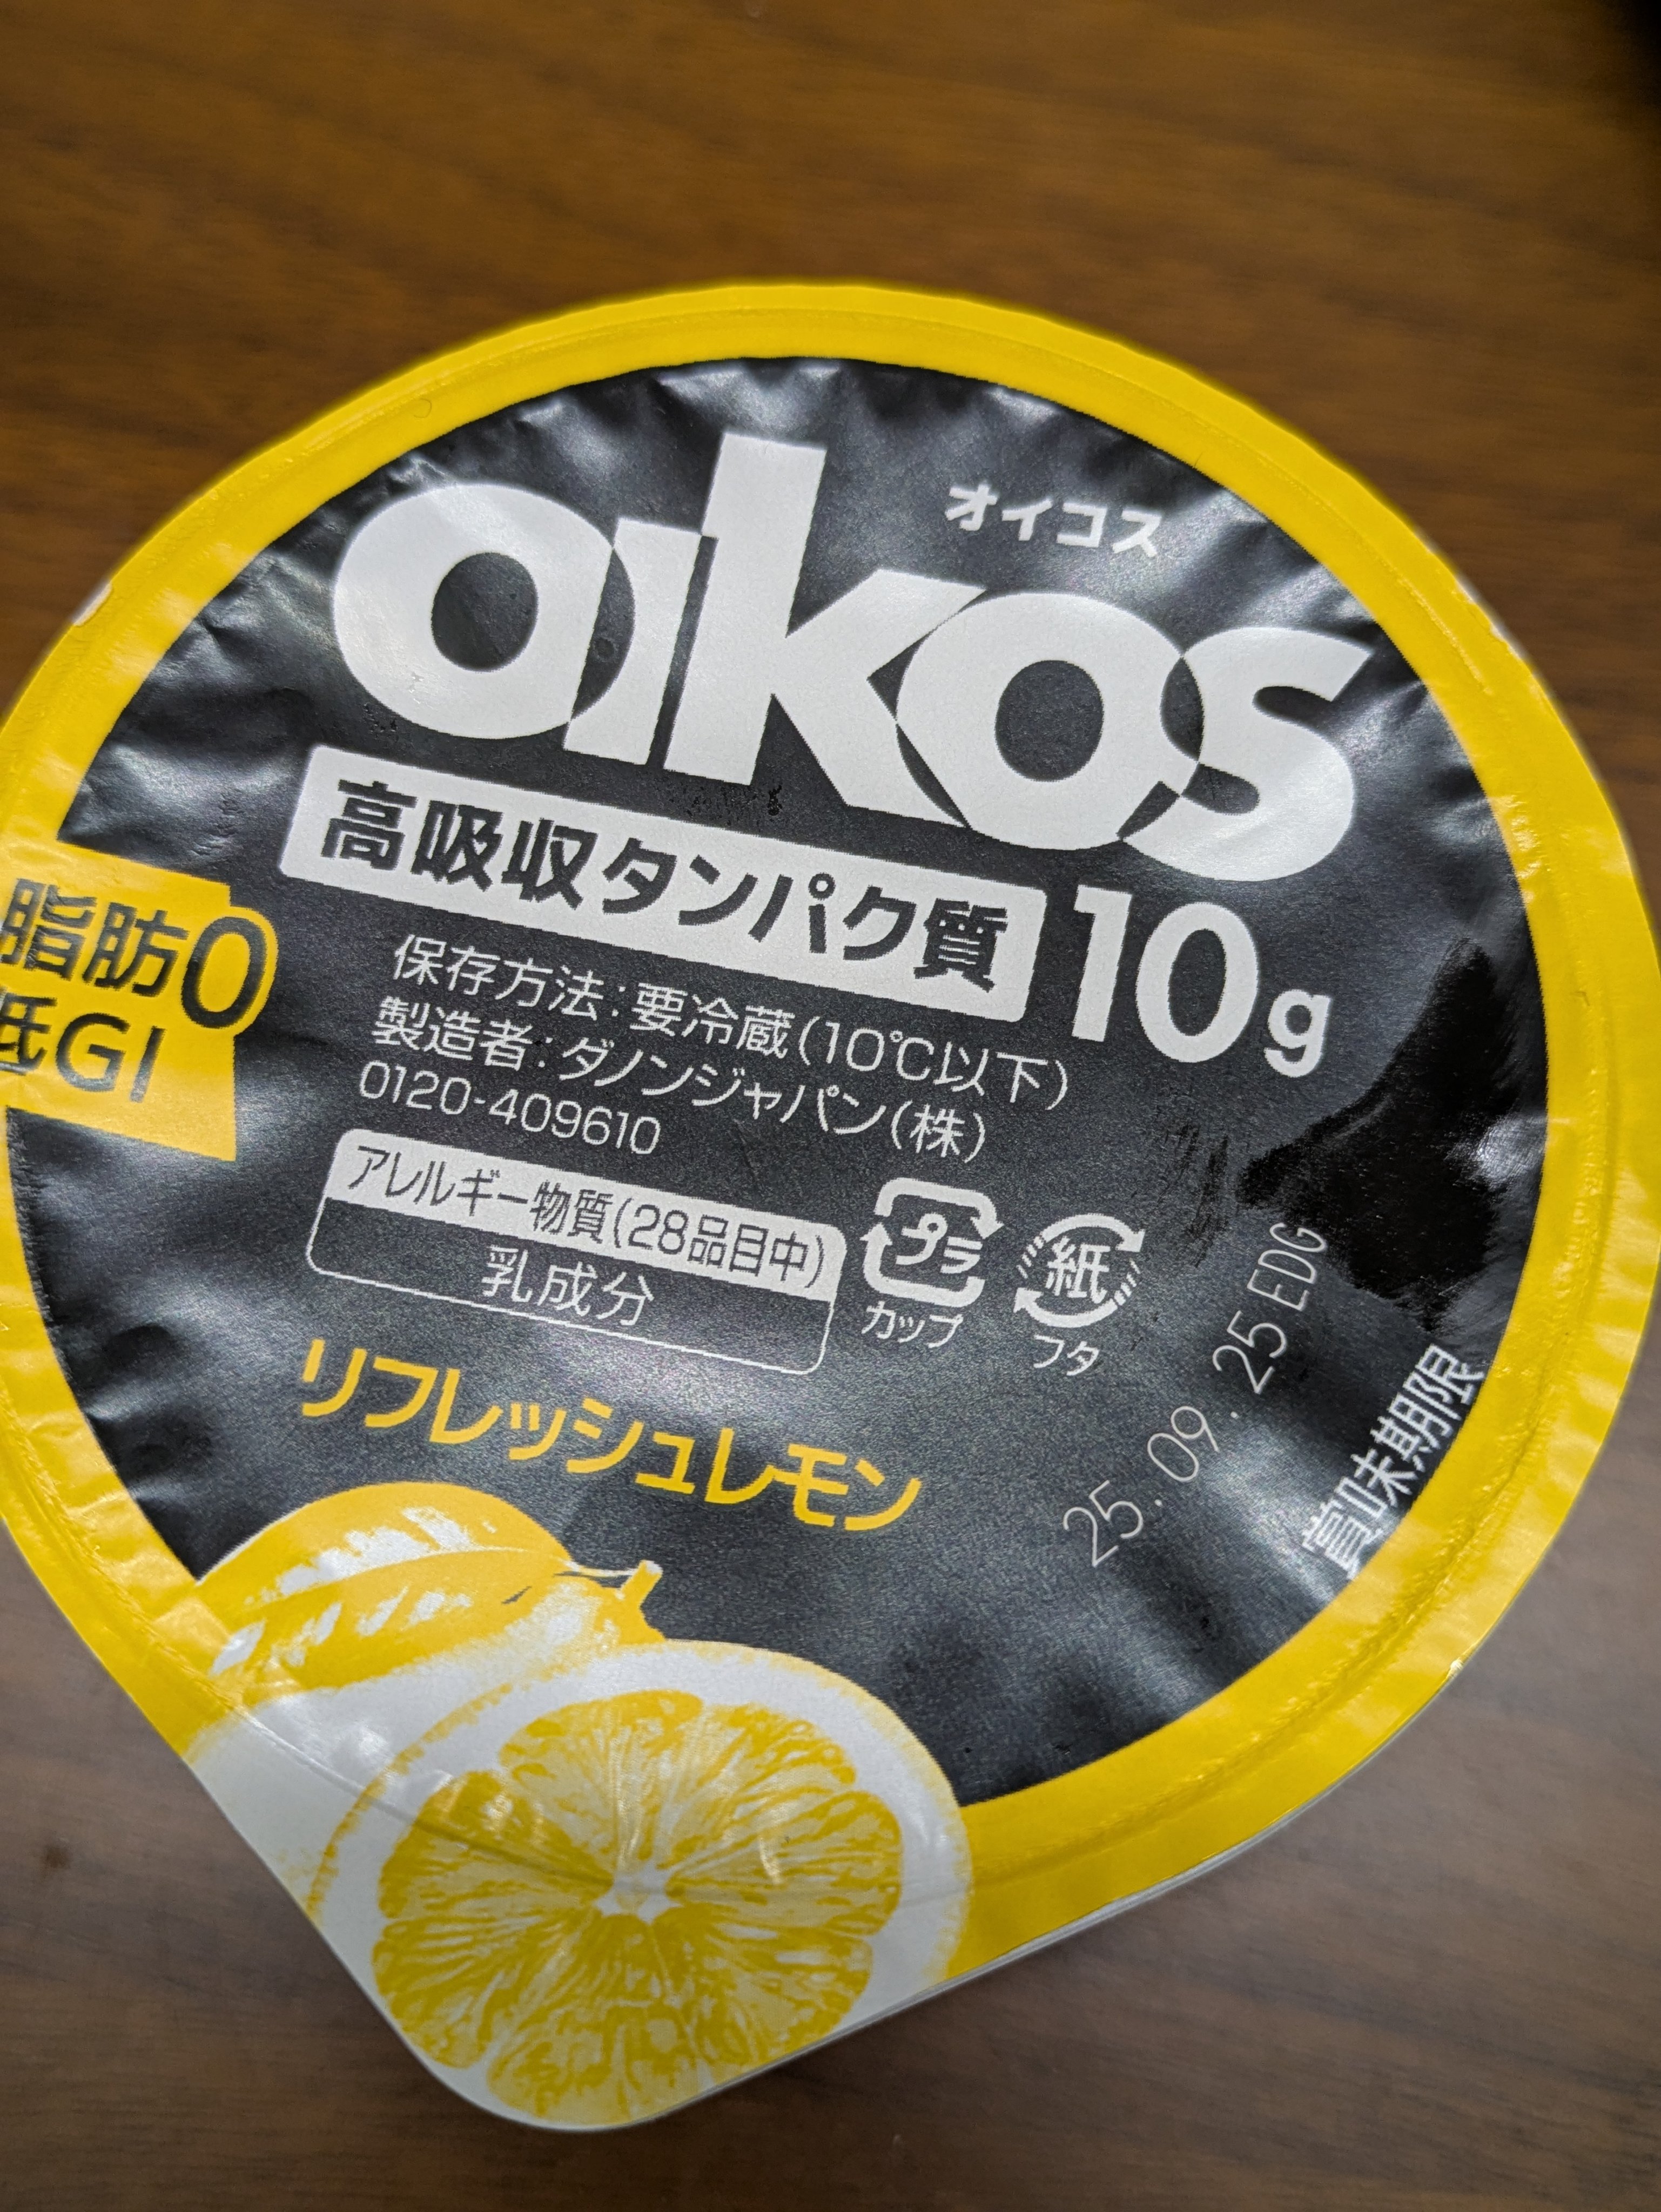 オイコス
oikos
高吸収タンパク質 10g
脂肪0
低GI
保存方法:要冷蔵(10℃以下)
製造者:ダノンジャパン(株)
0120-409610
アレルギー物質(28品目中)
乳成分
プラ
カップ
紙
フタ
リフレッシュレモン
25.09.25 EDG
賞味期限